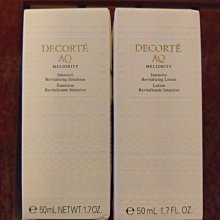 DECORTÉ
AQ
MELIORITY
Intensive
Revitalizing Emulsion
Emulsion
Revitalisante Intensive
℮ 50mL NET WT. 1.7 OZ.
DECORTÉ
AQ
MELIORITY
Intensive
Revitalizing Lotion
Lotion
Revitalisante Intensive
℮ 50 mL 1.7 FL. OZ.